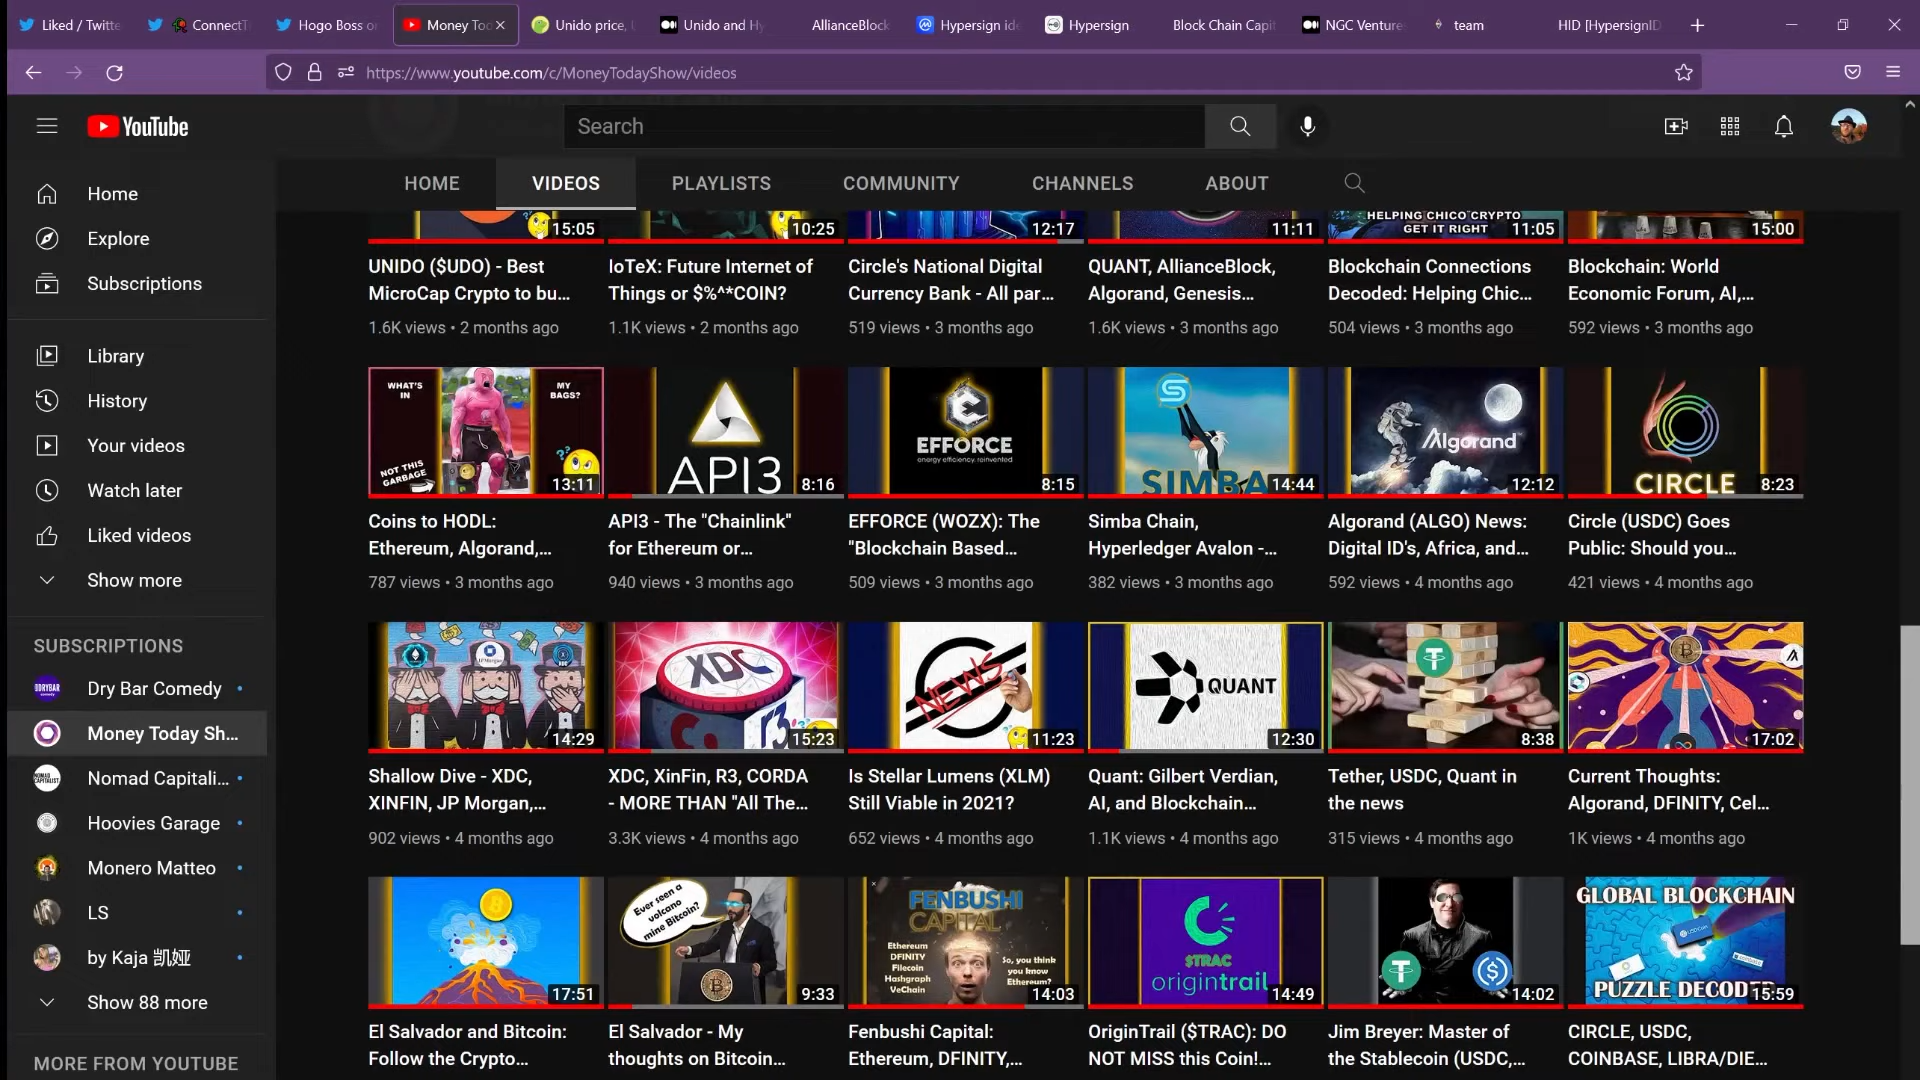 Liked / Twitte
ConnectT
Hogo Boss on
Money Tod
Unido price,
Unido and Hy
AllianceBlock
Hypersign ide
Hypersign
Block Chain Capi
NGC Venture
team
HID [HypersignID
https://www.youtube.com/c/MoneyTodayShow/videos
YouTube
Search
HOME
VIDEOS
PLAYLISTS
COMMUNITY
CHANNELS
ABOUT
Home
Explore
Subscriptions
Library
History
Your videos
Watch later
Liked videos
Show more
SUBSCRIPTIONS
Dry Bar Comedy
Money Today Sh...
Nomad Capitali...
Hoovies Garage
Monero Matteo
LS
by Kaja 凯娅
Show 88 more
MORE FROM YOUTUBE
15:05
10:25
12:17
11:11
HELPING CHICO CRYPTO
GET IT RIGHT
11:05
15:00
UNIDO ($UDO) - Best
MicroCap Crypto to bu...
1.6K views • 2 months ago
IoTeX: Future Internet of
Things or $%^*COIN?
1.1K views • 2 months ago
Circle's National Digital
Currency Bank - All par...
519 views • 3 months ago
QUANT, AllianceBlock,
Algorand, Genesis...
1.6K views • 3 months ago
Blockchain Connections
Decoded: Helping Chic...
504 views • 3 months ago
Blockchain: World
Economic Forum, AI,...
592 views • 3 months ago
WHAT'S
IN
MY
BAGS?
NOT THIS
GARBAGE
??
13:11
API3
8:16
EFFORCE
energy efficiency, reinvented
8:15
SIMBA
14:44
Algorand
12:12
CIRCLE
8:23
Coins to HODL:
Ethereum, Algorand,...
787 views • 3 months ago
API3 - The "Chainlink"
for Ethereum or...
940 views • 3 months ago
EFFORCE (WOZX): The
"Blockchain Based...
509 views • 3 months ago
Simba Chain,
Hyperledger Avalon -...
382 views • 3 months ago
Algorand (ALGO) News:
Digital ID's, Africa, and...
592 views • 4 months ago
Circle (USDC) Goes
Public: Should you...
421 views • 4 months ago
14:29
XDC
r3
15:23
NEWS
11:23
QUANT
12:30
8:38
17:02
Shallow Dive - XDC,
XINFIN, JP Morgan,...
902 views • 4 months ago
XDC, XinFin, R3, CORDA
- MORE THAN "All The...
3.3K views • 4 months ago
Is Stellar Lumens (XLM)
Still Viable in 2021?
652 views • 4 months ago
Quant: Gilbert Verdian,
AI, and Blockchain...
1.1K views • 4 months ago
Tether, USDC, Quant in
the news
315 views • 4 months ago
Current Thoughts:
Algorand, DFINITY, Cel...
1K views • 4 months ago
17:51
Ever seen a
volcano
mine Bitcoin?
9:33
FENBUSHI
CAPITAL
Ethereum
DFINITY
Filecoin
Hashgraph
VeChain
So, you think
you know
Ethereum?
14:03
$TRAC
origintrail
14:49
14:02
GLOBAL BLOCKCHAIN
PUZZLE DECODED
15:59
El Salvador and Bitcoin:
Follow the Crypto...
El Salvador - My
thoughts on Bitcoin...
Fenbushi Capital:
Ethereum, DFINITY,...
OriginTrail ($TRAC): DO
NOT MISS this Coin!...
Jim Breyer: Master of
the Stablecoin (USDC,...
CIRCLE, USDC,
COINBASE, LIBRA/DIE...